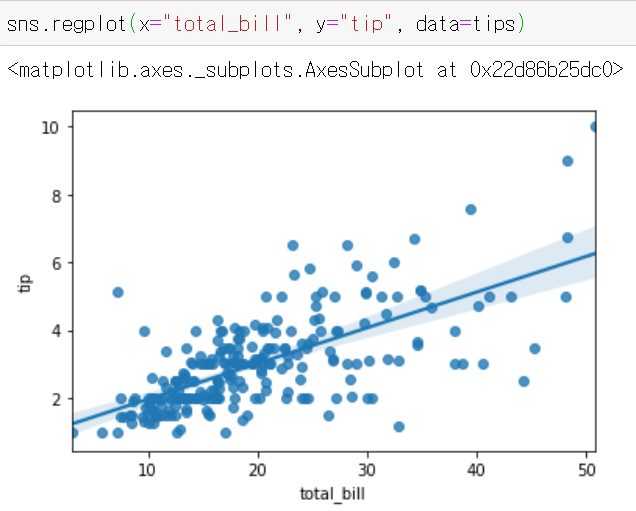 sns.regplot(x="total_bill", y="tip", data=tips)
<matplotlib.axes._subplots.AxesSubplot at 0x22d86b25dc0>
10
8
6
4
2
tip
10 20 30 40 50
total_bill